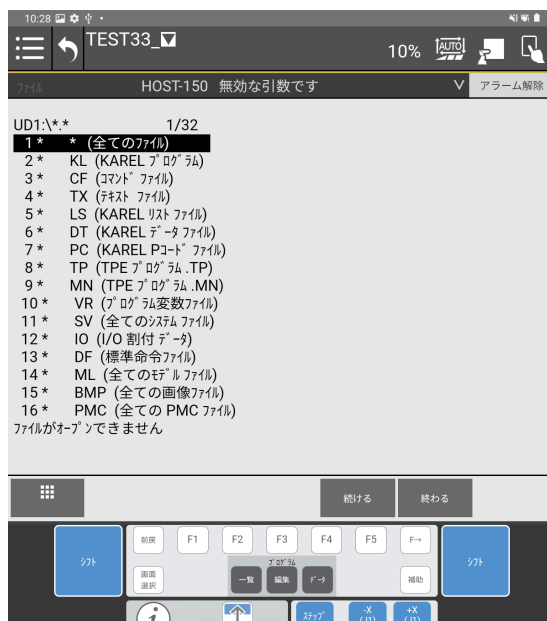 10:28
TEST33_
10%
AUTO
ファイル HOST-150 無効な引数です アラーム解除
UD1:\*.* 1/32
1 * * (全てのファイル)
2 * KL (KAREL プログラム)
3 * CF (コマンド ファイル)
4 * TX (テキスト ファイル)
5 * LS (KAREL リスト ファイル)
6 * DT (KAREL データ ファイル)
7 * PC (KAREL Pコード ファイル)
8 * TP (TPE プログラム .TP)
9 * MN (TPE プログラム .MN)
10 * VR (プログラム変数ファイル)
11 * SV (全てのシステム ファイル)
12 * IO (I/O 割付 データ)
13 * DF (標準命令ファイル)
14 * ML (全てのモデル ファイル)
15 * BMP (全ての画像ファイル)
16 * PMC (全ての PMC ファイル)
ファイルがオープンできません
続ける 終わる
前戻 F1 F2 F3 F4 F5 F→
シフト シフト
プログラム
画面
選択
一覧 編集 データ 補助
i
ステップ
-X
(J1)
+X
(J1)